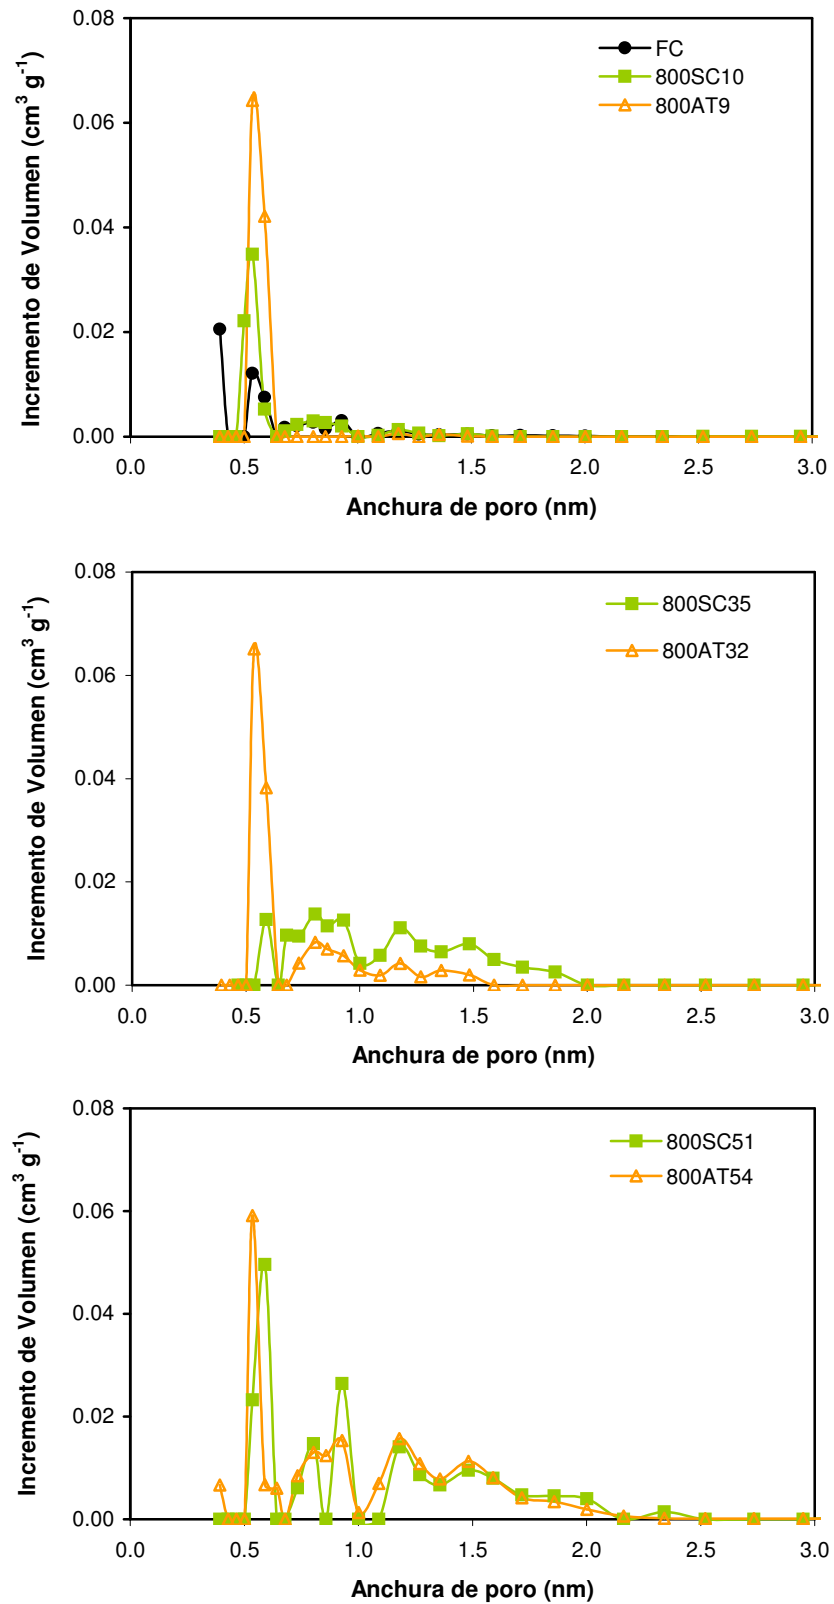 0.08
FC
800SC10
800AT9
0.06
0.04
0.02
0.00
Incremento de Volumen (cm³ g⁻¹)
0.0 0.5 1.0 1.5 2.0 2.5 3.0
Anchura de poro (nm)
0.08
800SC35
800AT32
0.06
0.04
0.02
0.00
Incremento de Volumen (cm³ g⁻¹)
0.0 0.5 1.0 1.5 2.0 2.5 3.0
Anchura de poro (nm)
0.08
800SC51
800AT54
0.06
0.04
0.02
0.00
Incremento de Volumen (cm³ g⁻¹)
0.0 0.5 1.0 1.5 2.0 2.5 3.0
Anchura de poro (nm)